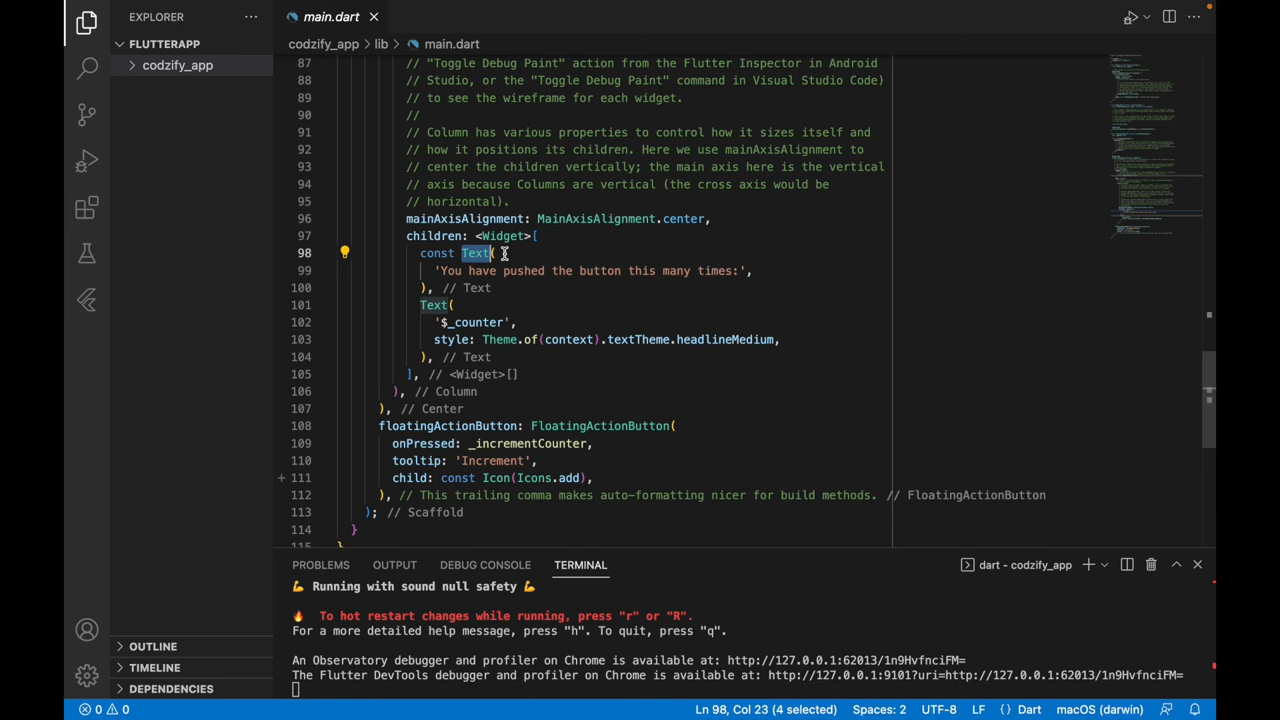 EXPLORER
FLUTTERAPP
codzify_app
OUTLINE
TIMELINE
DEPENDENCIES
main.dart
codzify_app > lib > main.dart
87 // "Toggle Debug Paint" action from the Flutter Inspector in Android
88 // Studio, or the "Toggle Debug Paint" command in Visual Studio Code)
89 // to see the wireframe for each widget.
90 //
91 // Column has various properties to control how it sizes itself and
92 // how it positions its children. Here we use mainAxisAlignment to
93 // center the children vertically; the main axis here is the vertical
94 // axis because Columns are vertical (the cross axis would be
95 // horizontal).
96 mainAxisAlignment: MainAxisAlignment.center,
97 children: <Widget>[
98 const Text(
99 'You have pushed the button this many times:',
100 ), // Text
101 Text(
102 '$_counter',
103 style: Theme.of(context).textTheme.headlineMedium,
104 ), // Text
105 ], // <Widget>[]
106 ), // Column
107 ), // Center
108 floatingActionButton: FloatingActionButton(
109 onPressed: _incrementCounter,
110 tooltip: 'Increment',
111 child: const Icon(Icons.add),
112 ), // This trailing comma makes auto-formatting nicer for build methods. // FloatingActionButton
113 ); // Scaffold
114 }
115 }
PROBLEMS OUTPUT DEBUG CONSOLE TERMINAL dart - codzify_app
💪 Running with sound null safety 💪
🔥 To hot restart changes while running, press "r" or "R".
For a more detailed help message, press "h". To quit, press "q".
An Observatory debugger and profiler on Chrome is available at: http://127.0.0.1:62013/1n9HvfnciFM=
The Flutter DevTools debugger and profiler on Chrome is available at: http://127.0.0.1:9101?uri=http://127.0.0.1:62013/1n9HvfnciFM=
0 0 Ln 98, Col 23 (4 selected) Spaces: 2 UTF-8 LF {} Dart macOS (darwin)